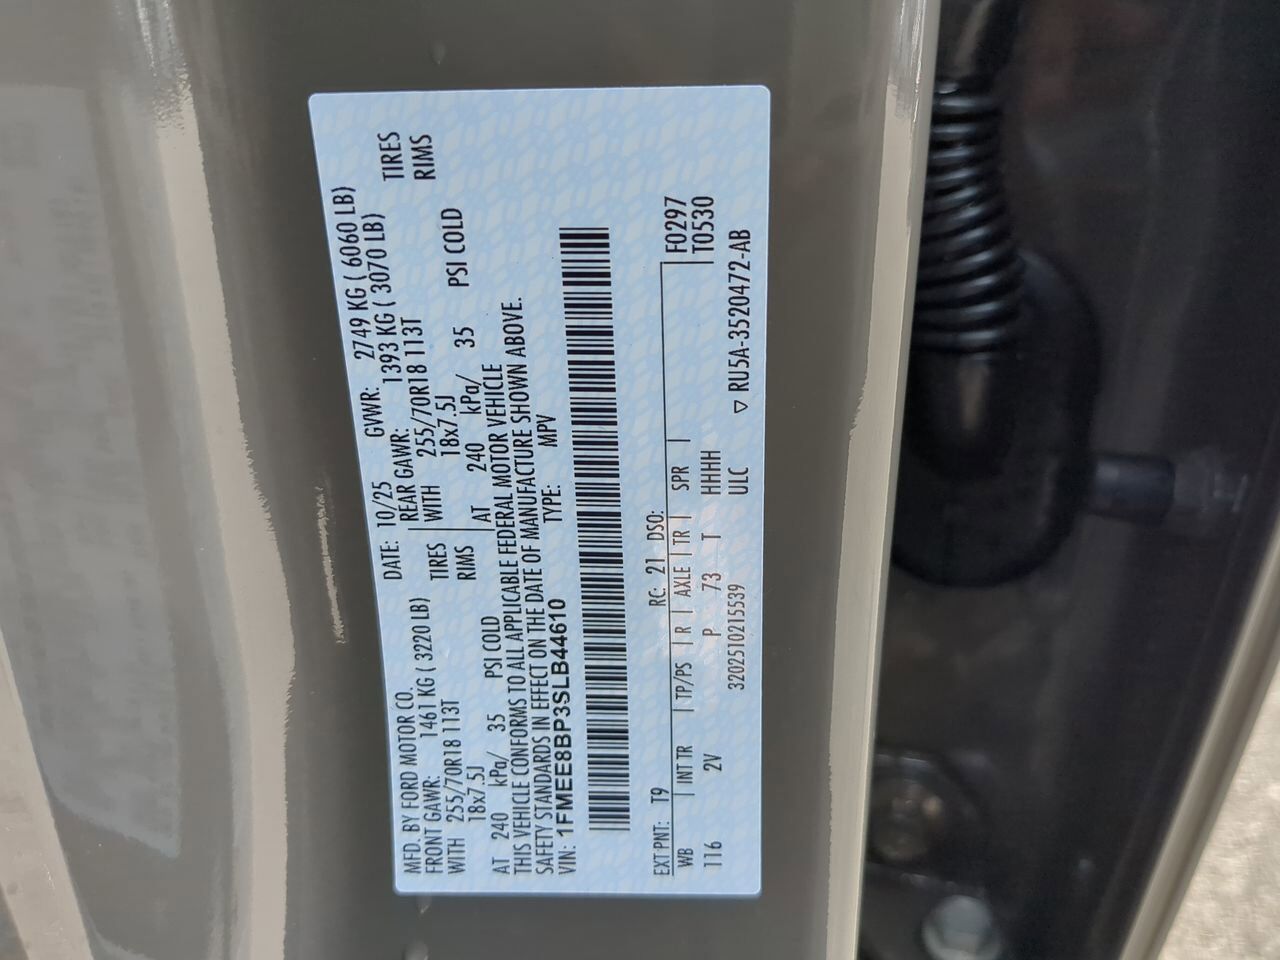 MFD. BY FORD MOTOR CO. DATE: 10/25 GVWR: 2749 KG ( 6060 LB)
FRONT GAWR: 1461 KG ( 3220 LB) REAR GAWR: 1393 KG ( 3070 LB)
WITH 255/70R18 113T TIRES WITH 255/70R18 113T TIRES
18x7.5J RIMS 18x7.5J RIMS
AT 240 kPa/ 35 PSI COLD AT 240 kPa/ 35 PSI COLD
THIS VEHICLE CONFORMS TO ALL APPLICABLE FEDERAL MOTOR VEHICLE
SAFETY STANDARDS IN EFFECT ON THE DATE OF MANUFACTURE SHOWN ABOVE.
VIN: 1FMEE8BP3SLB44610 TYPE: MPV
EXT PNT: T9 RC: 21 DSO: F0297
WB | INT TR | TP/PS | R | AXLE | TR | SPR | T0530
116 2V P 73 T HHHH
3202510215539 ULC ▽ RU5A-3520472-AB